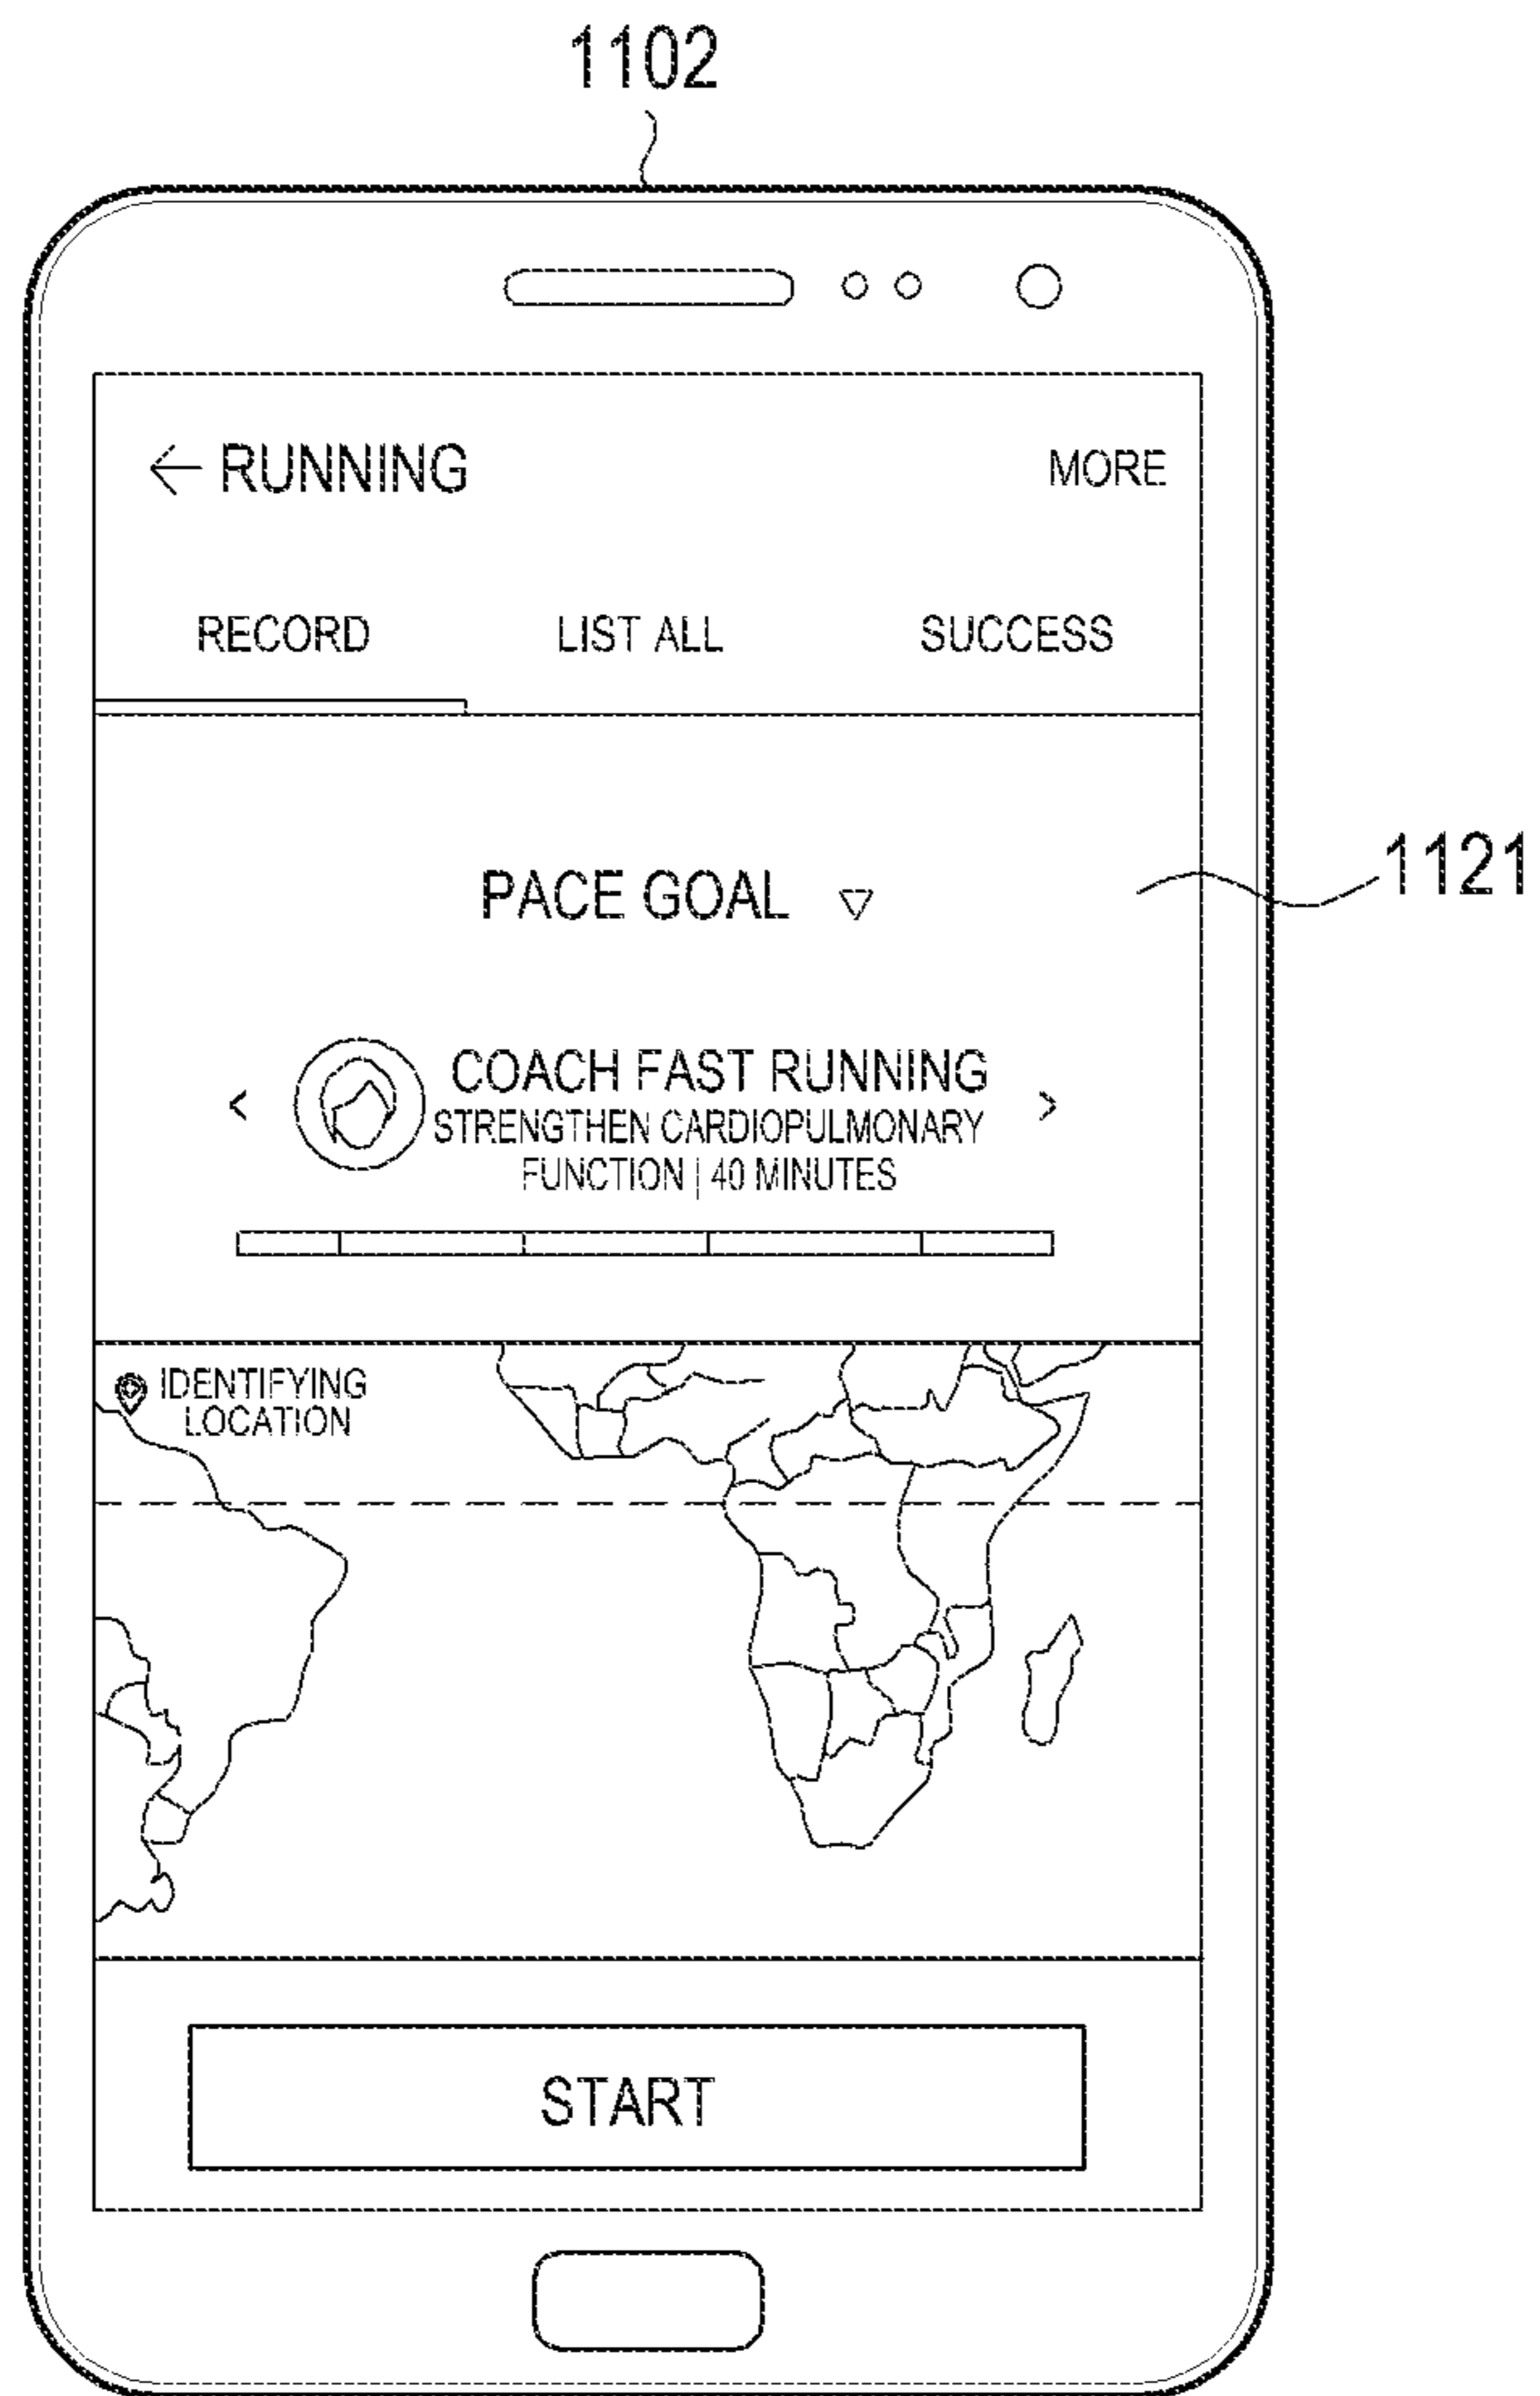 1102
← RUNNING MORE
RECORD LIST ALL SUCCESS
PACE GOAL ▽
1121
< COACH FAST RUNNING >
STRENGTHEN CARDIOPULMONARY
FUNCTION | 40 MINUTES
IDENTIFYING
LOCATION
START